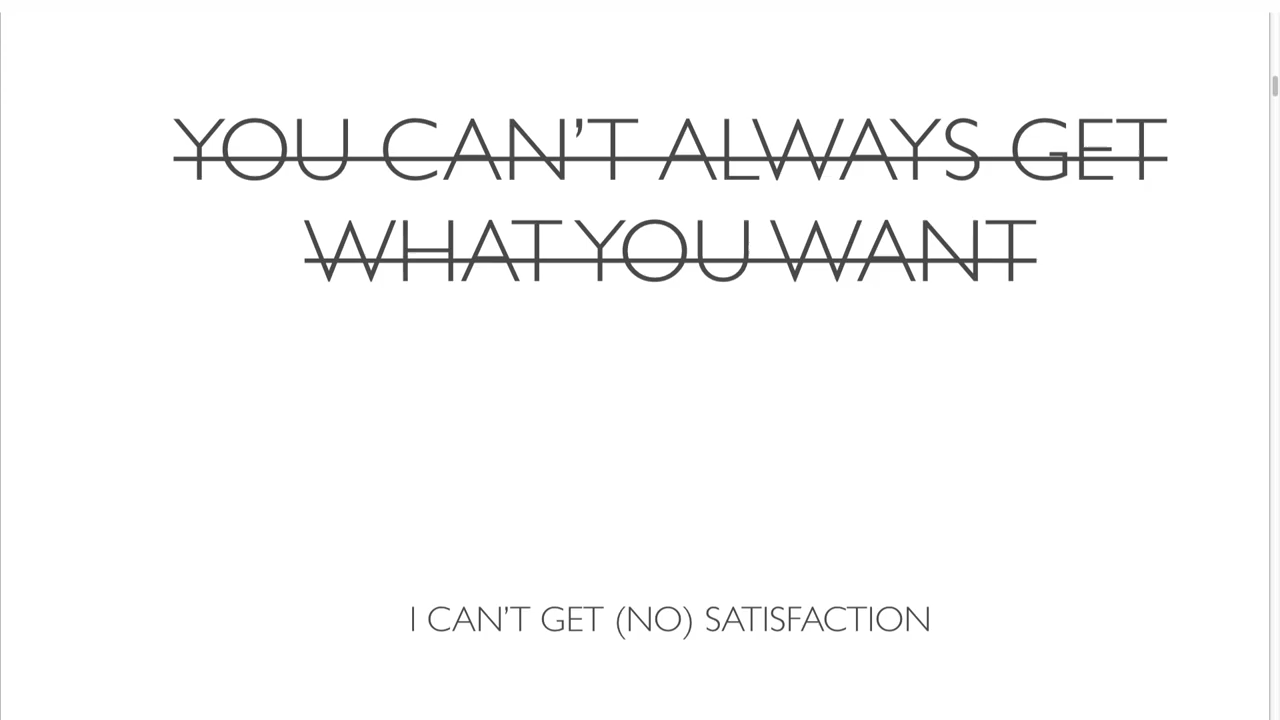 YOU CAN’T ALWAYS GET
WHAT YOU WANT
I CAN’T GET (NO) SATISFACTION